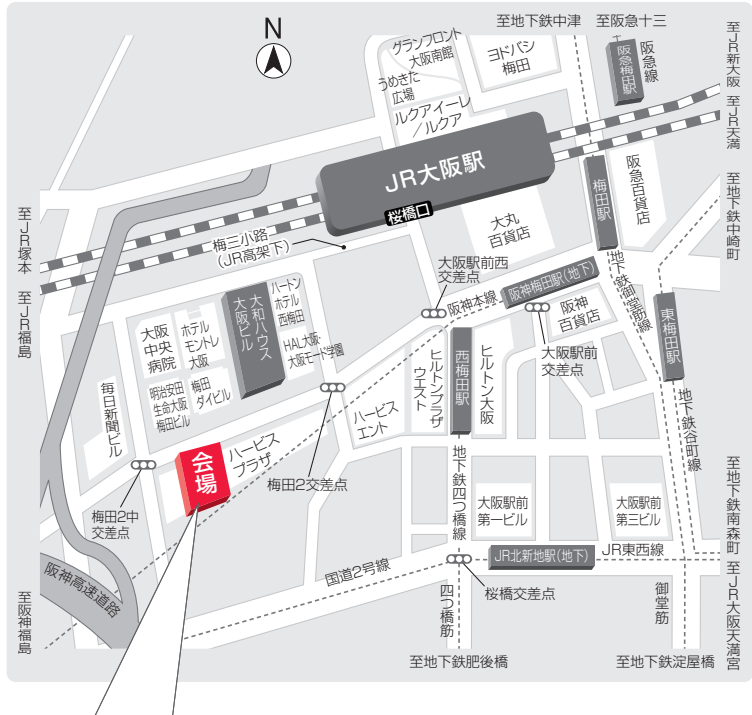 至地下鉄中津
至阪急十三
N
グランフロント
大阪南館
ヨドバシ
梅田
阪急梅田駅
阪急線
至JR新大阪
至JR天満
うめきた
広場
ルクアイーレ
/ルクア
JR大阪駅
桜橋口
梅田駅
阪急百貨店
至地下鉄中崎町
至JR塚本
至JR福島
梅三小路
(JR高架下)
大丸
百貨店
大阪駅前西
交差点
阪神本線
阪神梅田駅(地下)
地下鉄御堂筋線
阪神
百貨店
東梅田駅
大阪駅前
交差点
大阪
中央
病院
ホテル
モントレ
大阪
大和ハウス
大阪ビル
ハートン
ホテル
西梅田
HAL大阪・
大阪モード学園
毎日新聞ビル
明治安田
生命大阪
梅田ビル
梅田
ダイビル
ヒルトンプラザ
ウエスト
西梅田駅
ヒルトン大阪
ハービス
エント
地下鉄谷町線
会場
ハービス
プラザ
梅田2交差点
梅田2中
交差点
地下鉄四つ橋線
大阪駅前
第一ビル
大阪駅前
第三ビル
至地下鉄南森町
至JR大阪天満宮
JR北新地駅(地下)
JR東西線
阪神高速道路
国道2号線
桜橋交差点
四つ橋筋
御堂筋
至阪神福島
至地下鉄肥後橋
至地下鉄淀屋橋